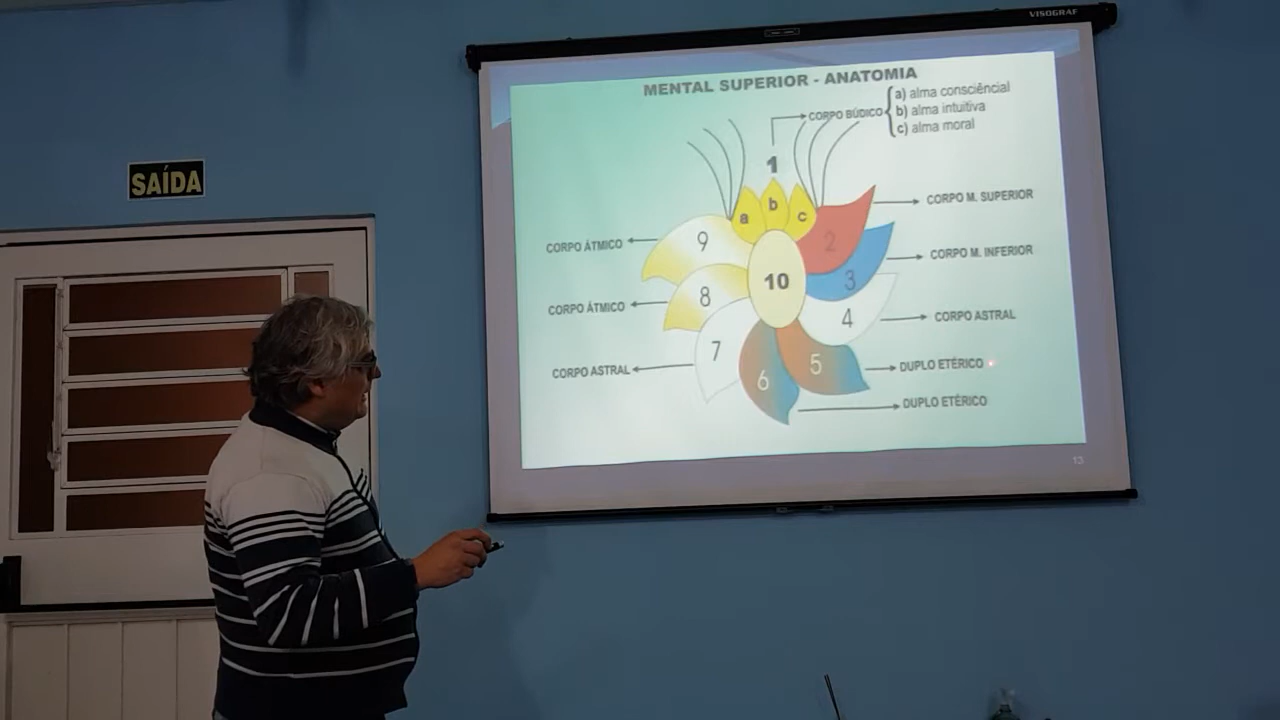 VISOGRAF
MENTAL SUPERIOR - ANATOMIA
CORPO BÚDICO
a) alma consciêncial
b) alma intuitiva
c) alma moral
SAÍDA
1
a
b
c
CORPO M. SUPERIOR
2
CORPO ÁTMICO
9
CORPO M. INFERIOR
3
10
CORPO ÁTMICO
8
4
CORPO ASTRAL
CORPO ASTRAL
7
6
5
DUPLO ETÉRICO
DUPLO ETÉRICO
13